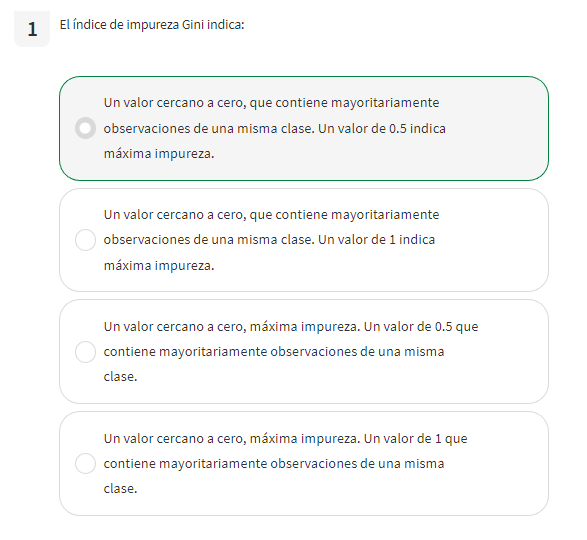 1
El índice de impureza Gini indica:
Un valor cercano a cero, que contiene mayoritariamente
observaciones de una misma clase. Un valor de 0.5 indica
máxima impureza.
Un valor cercano a cero, que contiene mayoritariamente
observaciones de una misma clase. Un valor de 1 indica
máxima impureza.
Un valor cercano a cero, máxima impureza. Un valor de 0.5 que
contiene mayoritariamente observaciones de una misma
clase.
Un valor cercano a cero, máxima impureza. Un valor de 1 que
contiene mayoritariamente observaciones de una misma
clase.